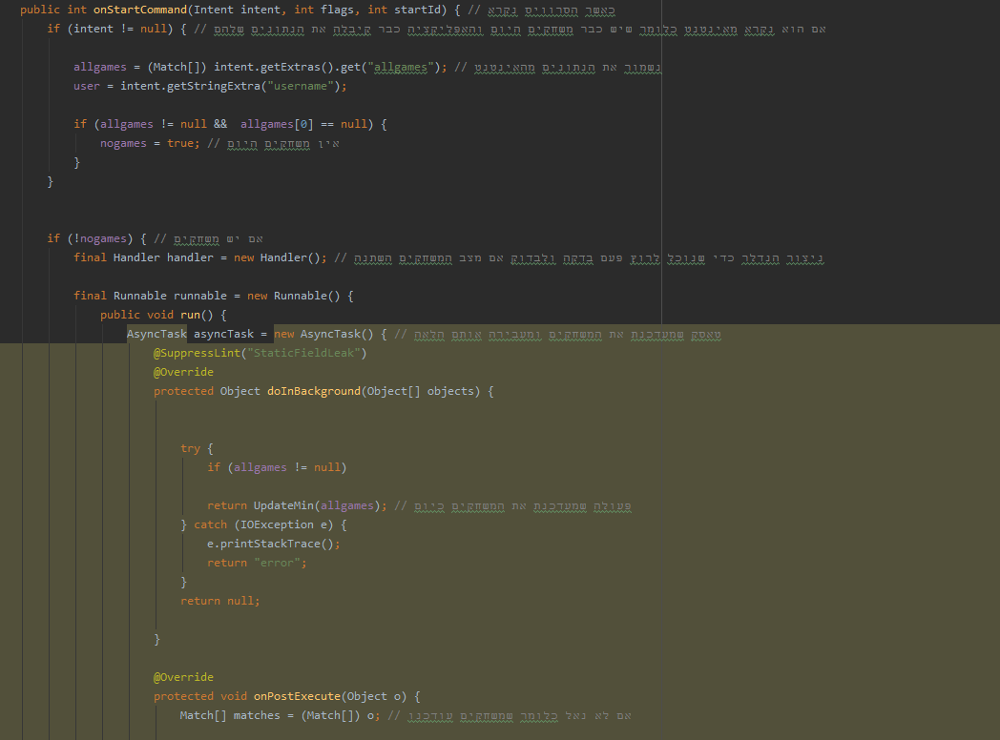 public int onStartCommand(Intent intent, int flags, int startId) { // כאשר הסרוויס נקרא
if (intent != null) { // אם הוא נקרא מאינטנט כלומר שיש כבר משחקים היום והאפליקציה כבר קיבלה את הנתונים שלהם
allgames = (Match[]) intent.getExtras().get("allgames"); // נשמור את הנתונים מהאינטנט
user = intent.getStringExtra("username");
if (allgames != null &&  allgames[0] == null) {
nogames = true; // אין משחקים היום
}
}
if (!nogames) { // אם יש משחקים
final Handler handler = new Handler(); // ניצור הנדלר כדי שנוכל לרוץ פעם בדקה ולבדוק אם מצב המשחקים השתנה
final Runnable runnable = new Runnable() {
public void run() {
AsyncTask asyncTask = new AsyncTask() { // טאסק שמעדכנת את המשחקים ומעבירה אותם הלאה
@SuppressLint("StaticFieldLeak")
@Override
protected Object doInBackground(Object[] objects) {
try {
if (allgames != null)
return UpdateMin(allgames); // פעולה שמעדכנת את המשחקים כיום
} catch (IOException e) {
e.printStackTrace();
return "error";
}
return null;
}
@Override
protected void onPostExecute(Object o) {
Match[] matches = (Match[]) o; // אם לא נאל כלומר שמשחקים עודכנו